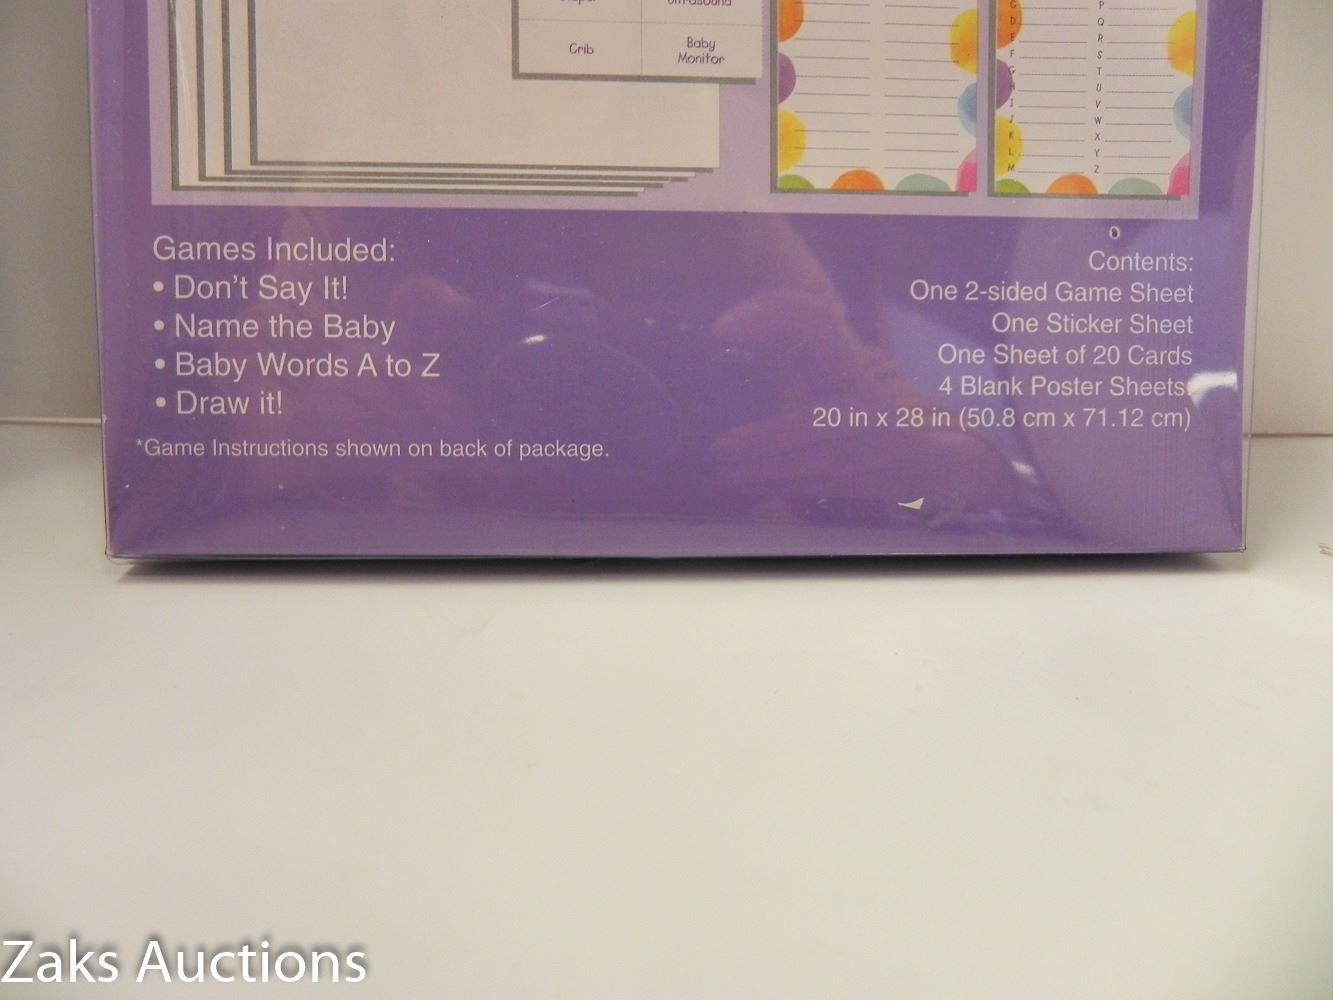 Crib
Baby
Monitor
D
E
F
I
J
K
L
M
P
Q
R
S
T
U
V
W
X
Y
Z
Games Included:
• Don't Say It!
• Name the Baby
• Baby Words A to Z
• Draw it!
*Game Instructions shown on back of package.
Contents:
One 2-sided Game Sheet
One Sticker Sheet
One Sheet of 20 Cards
4 Blank Poster Sheets
20 in x 28 in (50.8 cm x 71.12 cm)
Zaks Auctions